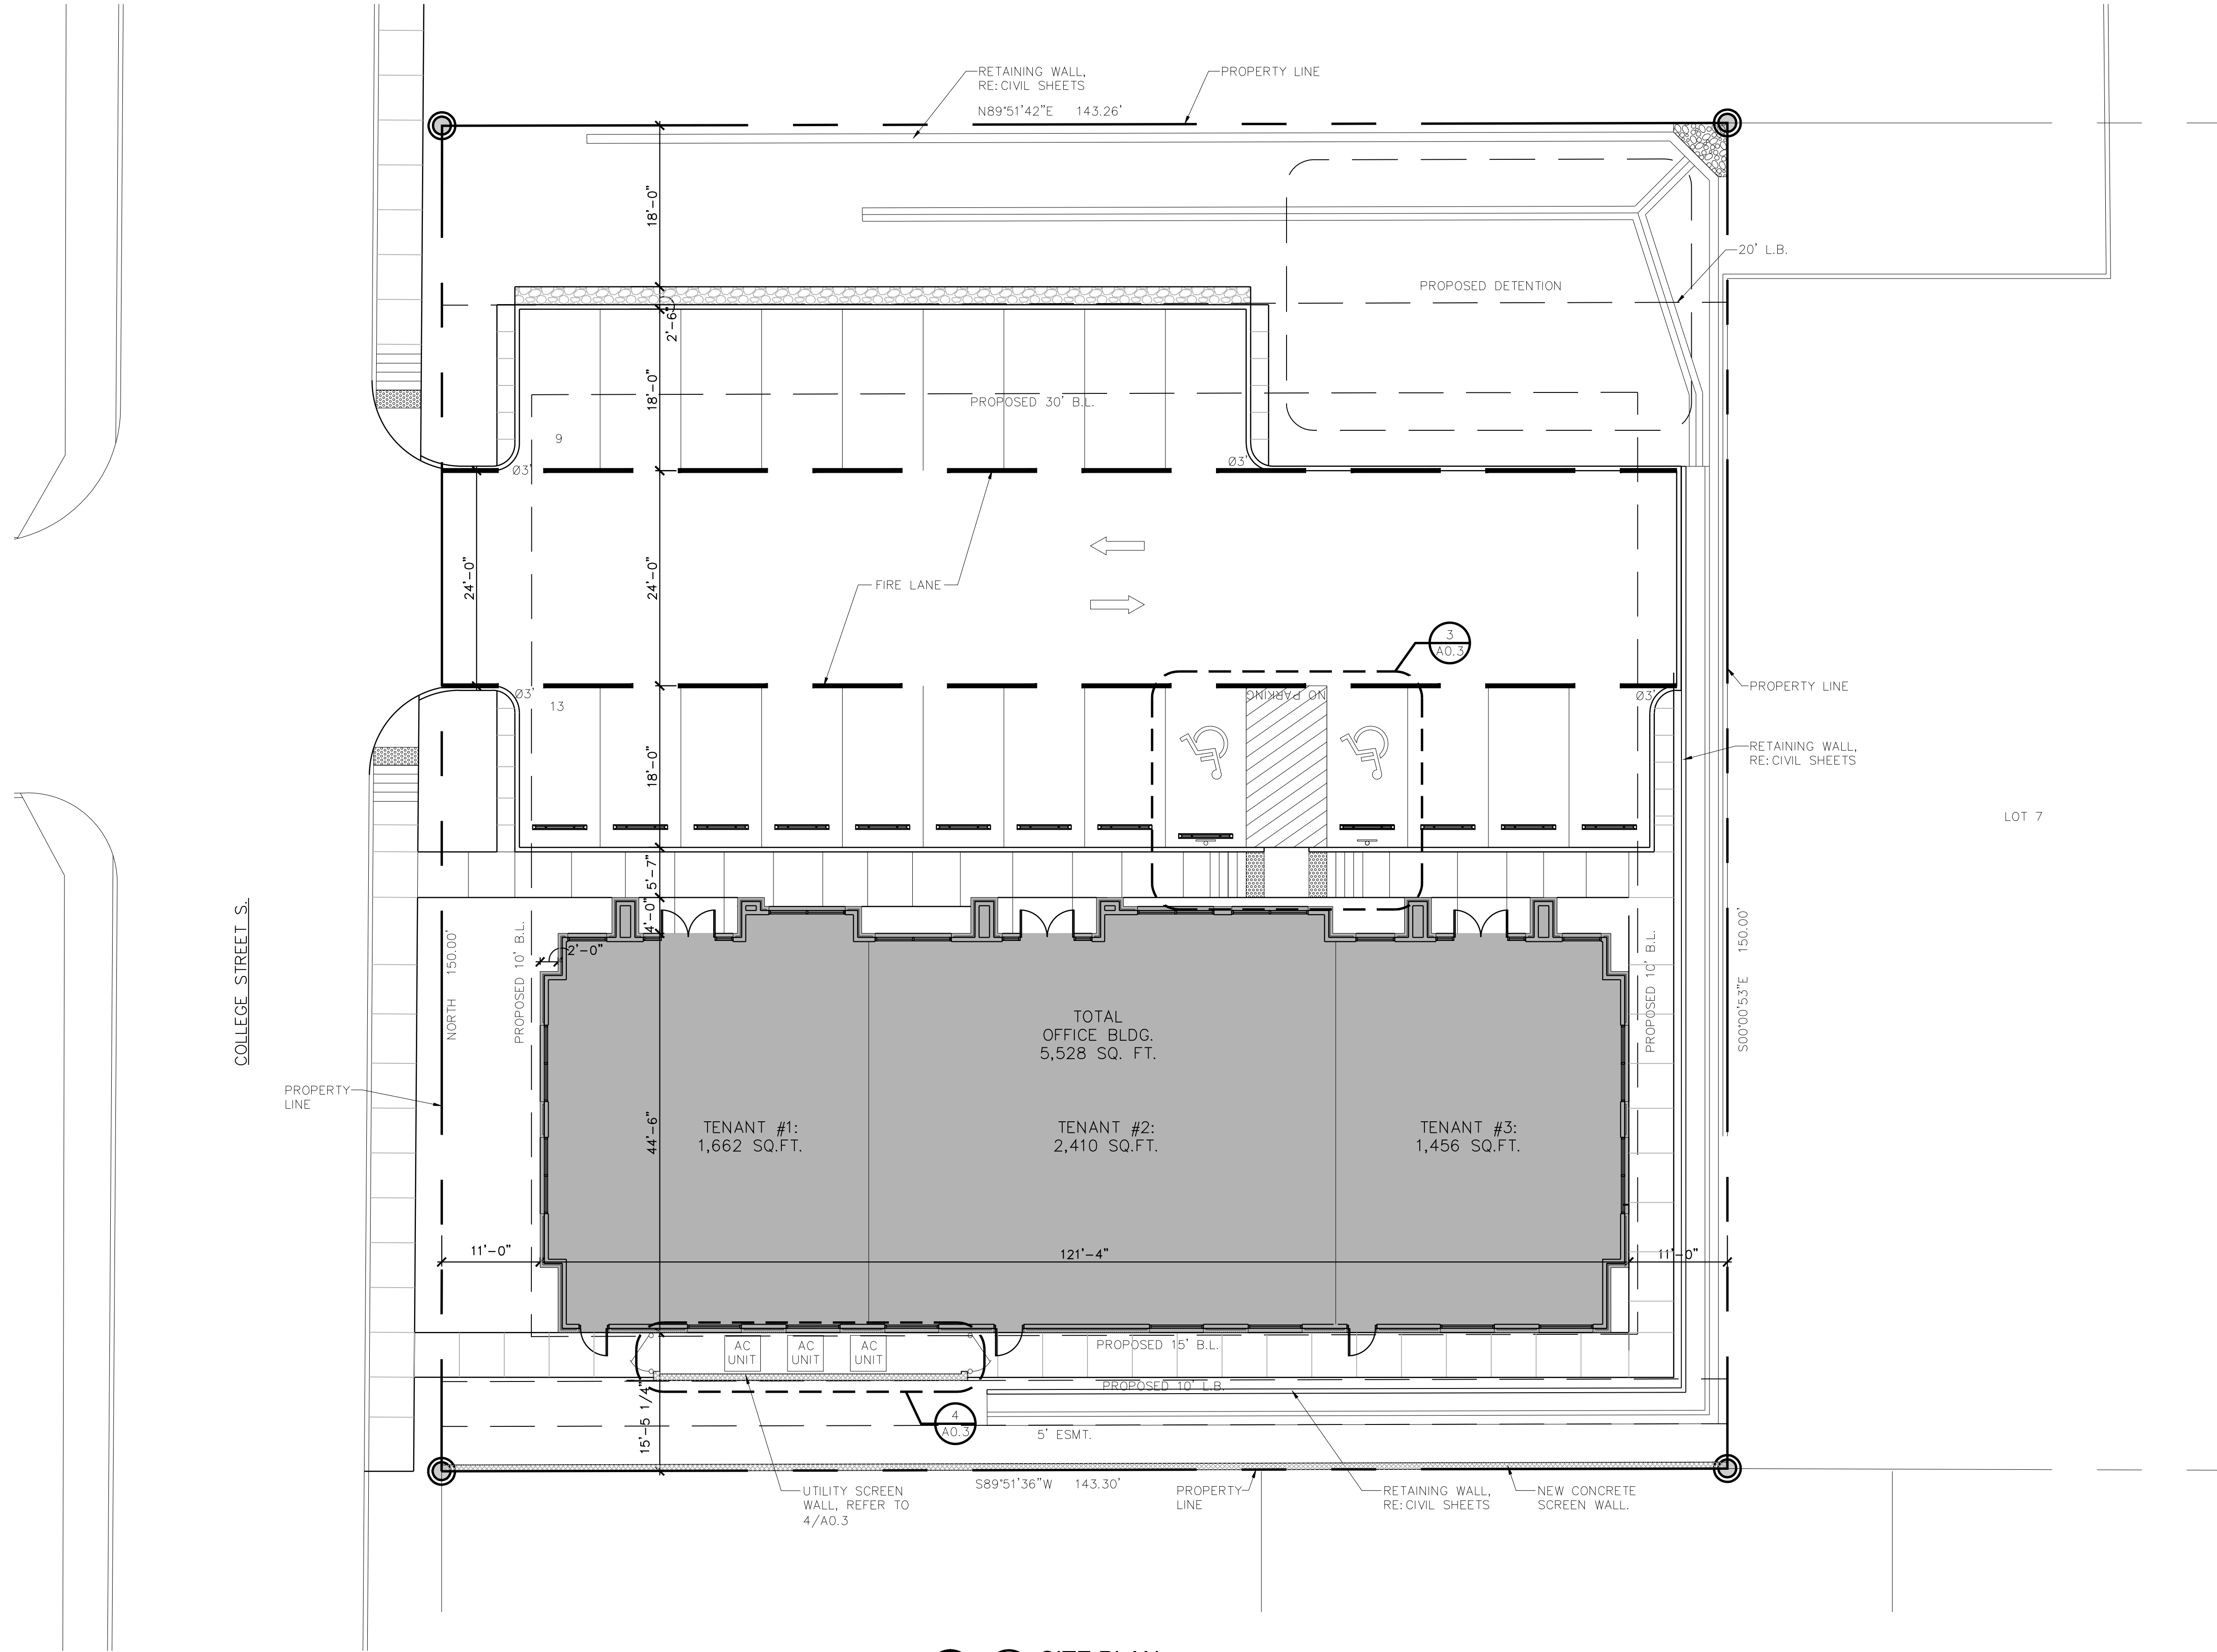 RETAINING WALL,
RE: CIVIL SHEETS
PROPERTY LINE
N89°51'42"E 143.26'
18'-0"
20' L.B.
PROPOSED DETENTION
2'-6"
18'-0"
PROPOSED 30' B.L.
9
Ø3'
Ø3'
24'-0"
24'-0"
FIRE LANE
3
A0.3
Ø3'
13
NO PARKING
Ø3'
PROPERTY LINE
18'-0"
RETAINING WALL,
RE: CIVIL SHEETS
LOT 7
5'-7"
4'-0"
2'-0"
COLLEGE STREET S.
NORTH 150.00'
PROPOSED 10' B.L.
PROPOSED 10' B.L.
S00°00'53"E 150.00'
TOTAL
OFFICE BLDG.
5,528 SQ. FT.
PROPERTY
LINE
44'-6"
TENANT #1:
1,662 SQ.FT.
TENANT #2:
2,410 SQ.FT.
TENANT #3:
1,456 SQ.FT.
11'-0"
121'-4"
11'-0"
AC
UNIT
AC
UNIT
AC
UNIT
PROPOSED 15' B.L.
PROPOSED 10' L.B.
15'-5 1/4"
4
A0.3
5' ESMT.
S89°51'36"W 143.30'
UTILITY SCREEN
WALL, REFER TO
4/A0.3
PROPERTY
LINE
RETAINING WALL,
RE: CIVIL SHEETS
NEW CONCRETE
SCREEN WALL.
SITE PLAN